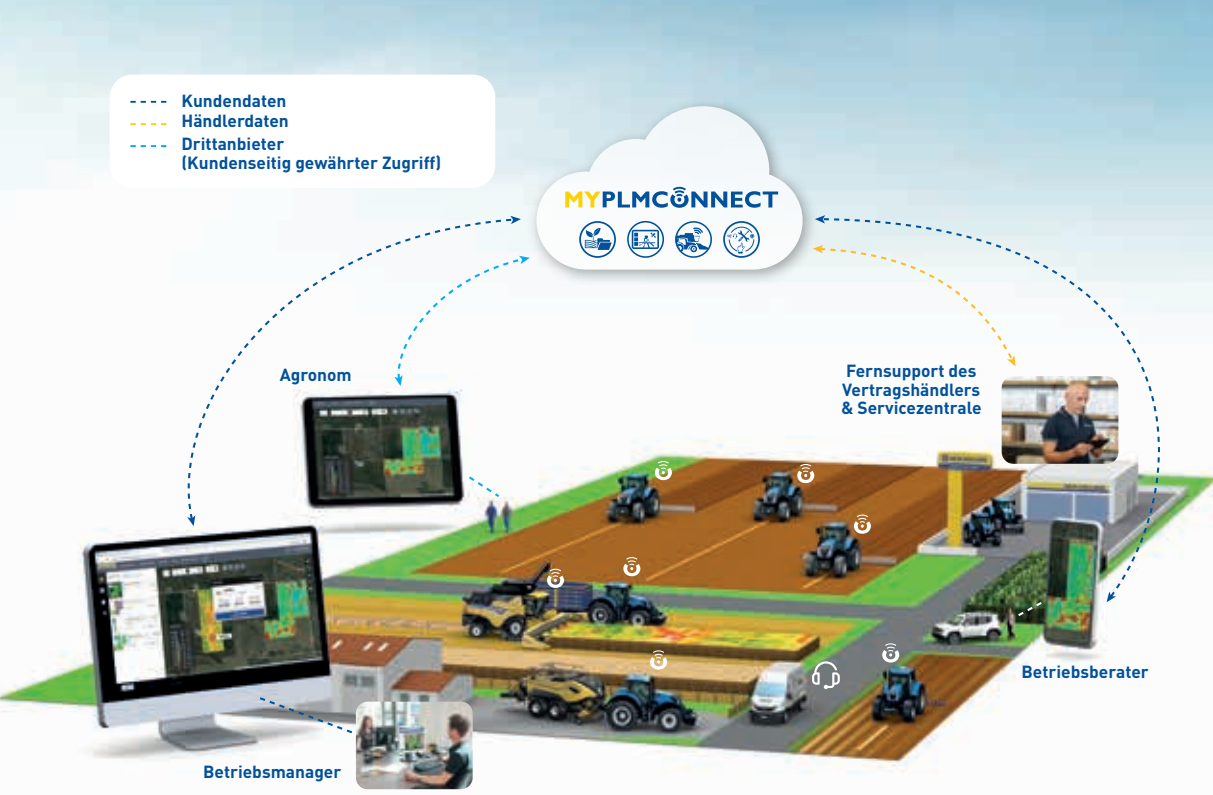 Kundendaten
Händlerdaten
Drittanbieter
(Kundenseitig gewährter Zugriff)
MYPLMCONNECT
Agronom
Fernsupport des
Vertragshändlers
& Servicezentrale
Betriebsberater
Betriebsmanager